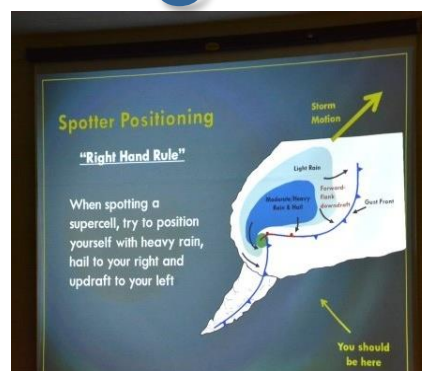 Spotter Positioning
"Right Hand Rule"
When spotting a
supercell, try to position
yourself with heavy rain,
hail to your right and
updraft to your left
Storm
Motion
Light Rain
Moderate/Heavy
Rain & Hail
Forward-
Flank
downdraft
Gust Front
You should
be here